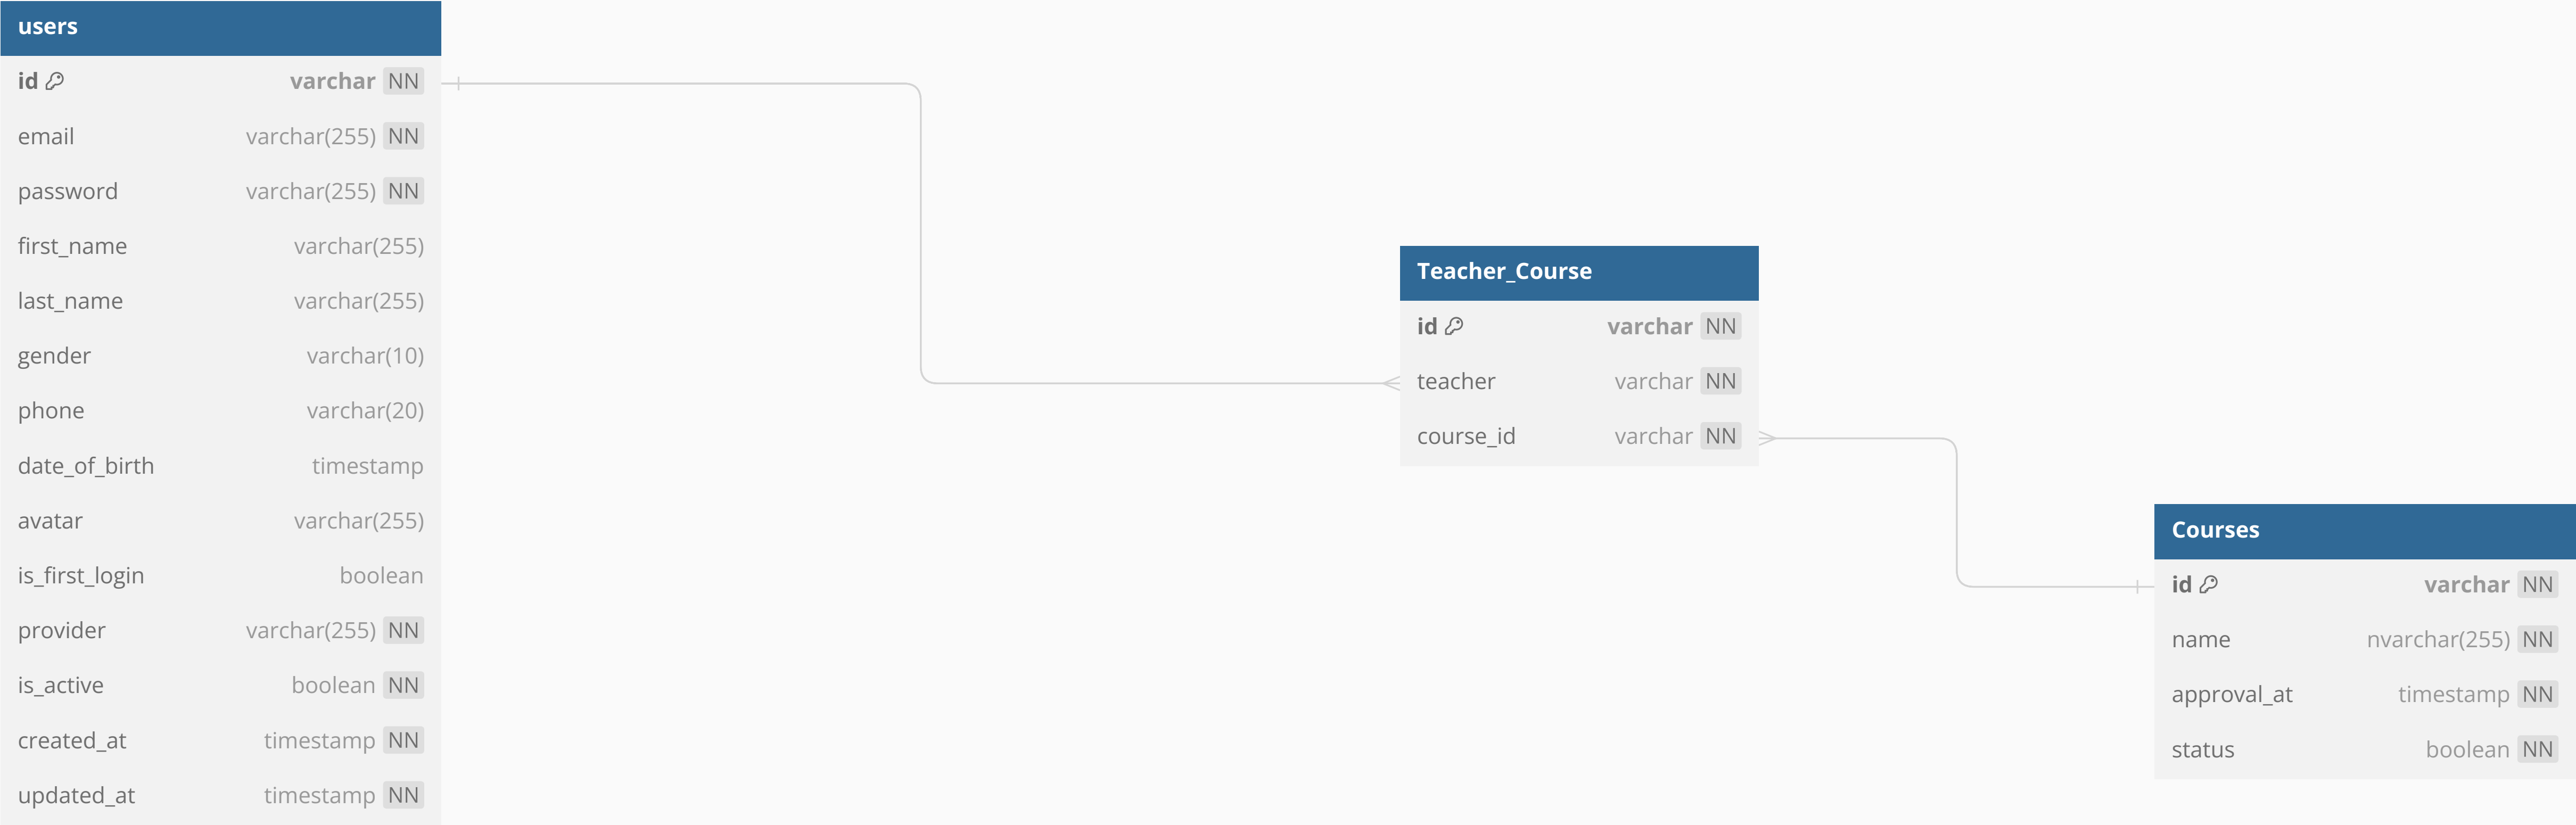 users
id varchar NN
email varchar(255) NN
password varchar(255) NN
first_name varchar(255)
last_name varchar(255)
gender varchar(10)
phone varchar(20)
date_of_birth timestamp
avatar varchar(255)
is_first_login boolean
provider varchar(255) NN
is_active boolean NN
created_at timestamp NN
updated_at timestamp NN
Teacher_Course
id varchar NN
teacher varchar NN
course_id varchar NN
Courses
id varchar NN
name nvarchar(255) NN
approval_at timestamp NN
status boolean NN